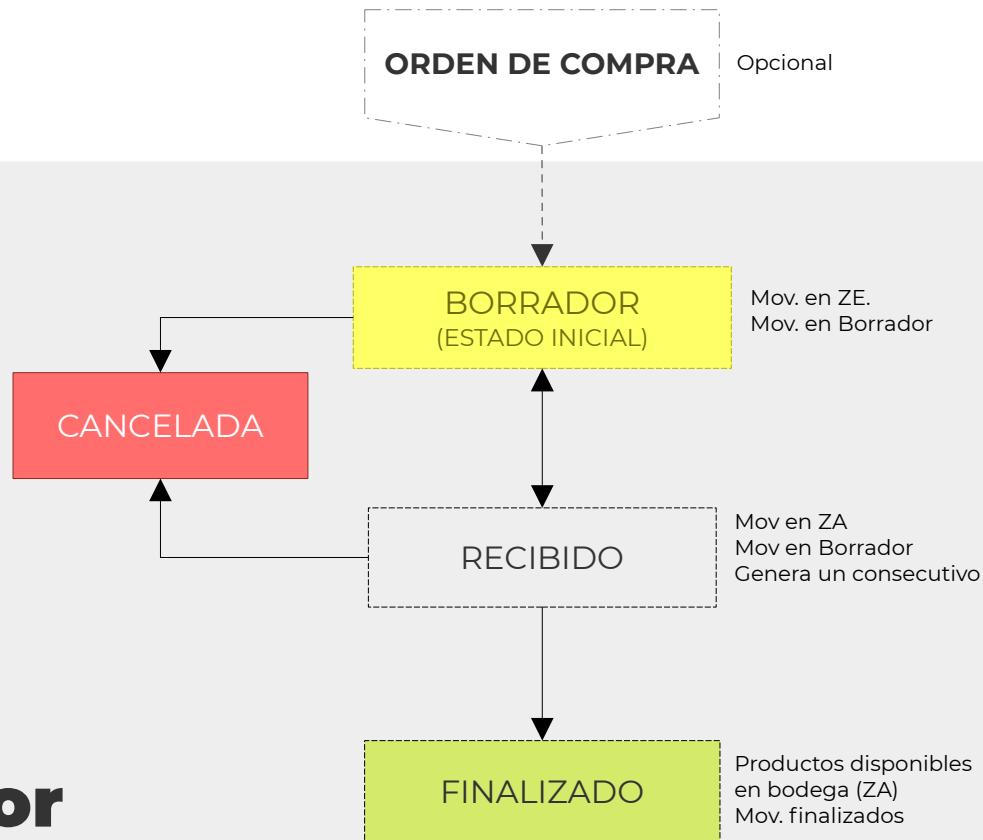 ORDEN DE COMPRA
Opcional
BORRADOR
(ESTADO INICIAL)
Mov. en ZE.
Mov. en Borrador
CANCELADA
RECIBIDO
Mov en ZA
Mov en Borrador
Genera un consecutivo
FINALIZADO
Productos disponibles
en bodega (ZA)
Mov. finalizados